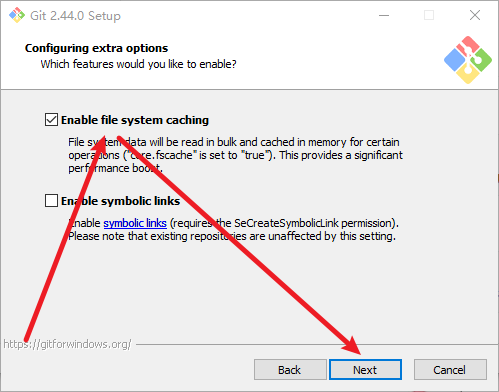 Git 2.44.0 Setup
Configuring extra options
Which features would you like to enable?
Enable file system caching
File system data will be read in bulk and cached in memory for certain
operations ("core.fscache" is set to "true"). This provides a significant
performance boost.
Enable symbolic links
Enable symbolic links (requires the SeCreateSymbolicLink permission).
Please note that existing repositories are unaffected by this setting.
https://gitforwindows.org/
Back
Next
Cancel